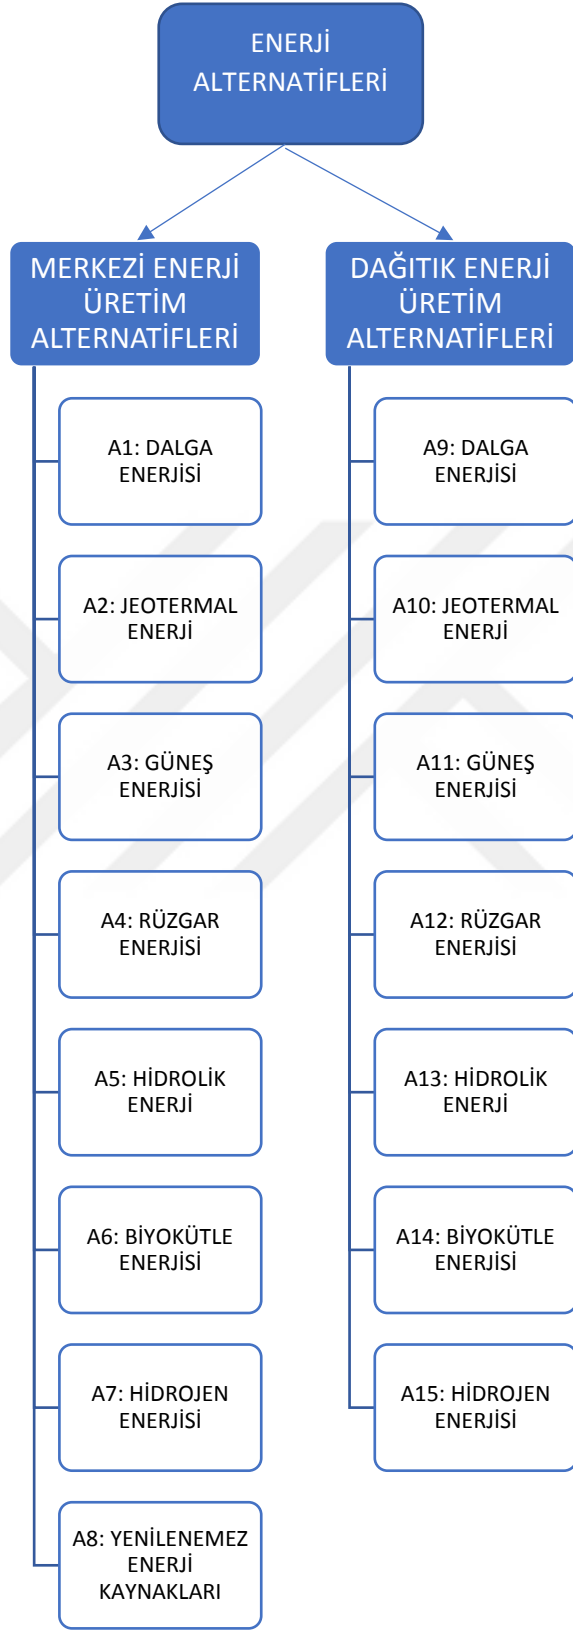 ENERJİ
ALTERNATİFLERİ
MERKEZİ ENERJİ
ÜRETİM
ALTERNATİFLERİ
A1: DALGA
ENERJİSİ
A2: JEOTERMAL
ENERJİ
A3: GÜNEŞ
ENERJİSİ
A4: RÜZGAR
ENERJİSİ
A5: HİDROLİK
ENERJİ
A6: BİYOKÜTLE
ENERJİSİ
A7: HİDROJEN
ENERJİSİ
A8: YENİLENEMEZ
ENERJİ
KAYNAKLARI
DAĞITIK ENERJİ
ÜRETİM
ALTERNATİFLERİ
A9: DALGA
ENERJİSİ
A10: JEOTERMAL
ENERJİ
A11: GÜNEŞ
ENERJİSİ
A12: RÜZGAR
ENERJİSİ
A13: HİDROLİK
ENERJİ
A14: BİYOKÜTLE
ENERJİSİ
A15: HİDROJEN
ENERJİSİ